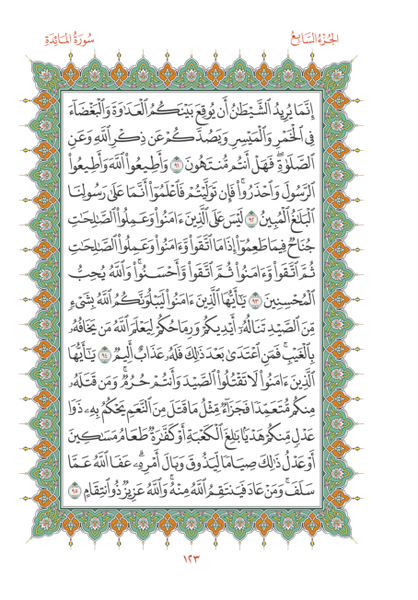 الجُزءُ السَّابِعُ
سُورَةُ المَائِدَةِ
إِنَّمَا يُرِيدُ ٱلشَّيْطَٰنُ أَن يُوقِعَ بَيْنَكُمُ ٱلْعَدَٰوَةَ وَٱلْبَغْضَآءَ
فِى ٱلْخَمْرِ وَٱلْمَيْسِرِ وَيَصُدَّكُمْ عَن ذِكْرِ ٱللَّهِ وَعَنِ
ٱلصَّلَوٰةِ ۖ فَهَلْ أَنتُم مُّنتَهُونَ ٩١ وَأَطِيعُوا۟ ٱللَّهَ وَأَطِيعُوا۟
ٱلرَّسُولَ وَٱحْذَرُوا۟ ۚ فَإِن تَوَلَّيْتُمْ فَٱعْلَمُوٓا۟ أَنَّمَا عَلَىٰ رَسُولِنَا
ٱلْبَلَٰغُ ٱلْمُبِينُ ٩٢ لَيْسَ عَلَى ٱلَّذِينَ ءَامَنُوا۟ وَعَمِلُوا۟ ٱلصَّٰلِحَٰتِ
جُنَاحٌ فِيمَا طَعِمُوٓا۟ إِذَا مَا ٱتَّقَوا۟ وَّءَامَنُوا۟ وَعَمِلُوا۟ ٱلصَّٰلِحَٰتِ
ثُمَّ ٱتَّقَوا۟ وَّءَامَنُوا۟ ثُمَّ ٱتَّقَوا۟ وَّأَحْسَنُوا۟ ۗ وَٱللَّهُ يُحِبُّ
ٱلْمُحْسِنِينَ ٩٣ يَٰٓأَيُّهَا ٱلَّذِينَ ءَامَنُوا۟ لَيَبْلُوَنَّكُمُ ٱللَّهُ بِشَىْءٍ
مِّنَ ٱلصَّيْدِ تَنَالُهُۥٓ أَيْدِيكُمْ وَرِمَاحُكُمْ لِيَعْلَمَ ٱللَّهُ مَن يَخَافُهُۥ
بِٱلْغَيْبِ ۚ فَمَنِ ٱعْتَدَىٰ بَعْدَ ذَٰلِكَ فَلَهُۥ عَذَابٌ أَلِيمٌ ٩٤ يَٰٓأَيُّهَا
ٱلَّذِينَ ءَامَنُوا۟ لَا تَقْتُلُوا۟ ٱلصَّيْدَ وَأَنتُمْ حُرُمٌ ۚ وَمَن قَتَلَهُۥ
مِنكُم مُّتَعَمِّدًا فَجَزَآءٌ مِّثْلُ مَا قَتَلَ مِنَ ٱلنَّعَمِ يَحْكُمُ بِهِۦ ذَوَا
عَدْلٍ مِّنكُمْ هَدْيًۢا بَٰلِغَ ٱلْكَعْبَةِ أَوْ كَفَّٰرَةٌ طَعَامُ مَسَٰكِينَ
أَوْ عَدْلُ ذَٰلِكَ صِيَامًا لِّيَذُوقَ وَبَالَ أَمْرِهِۦ ۗ عَفَا ٱللَّهُ عَمَّا
سَلَفَ ۚ وَمَنْ عَادَ فَيَنتَقِمُ ٱللَّهُ مِنْهُ ۗ وَٱللَّهُ عَزِيزٌ ذُو ٱنتِقَامٍ ٩٥
١٢٣